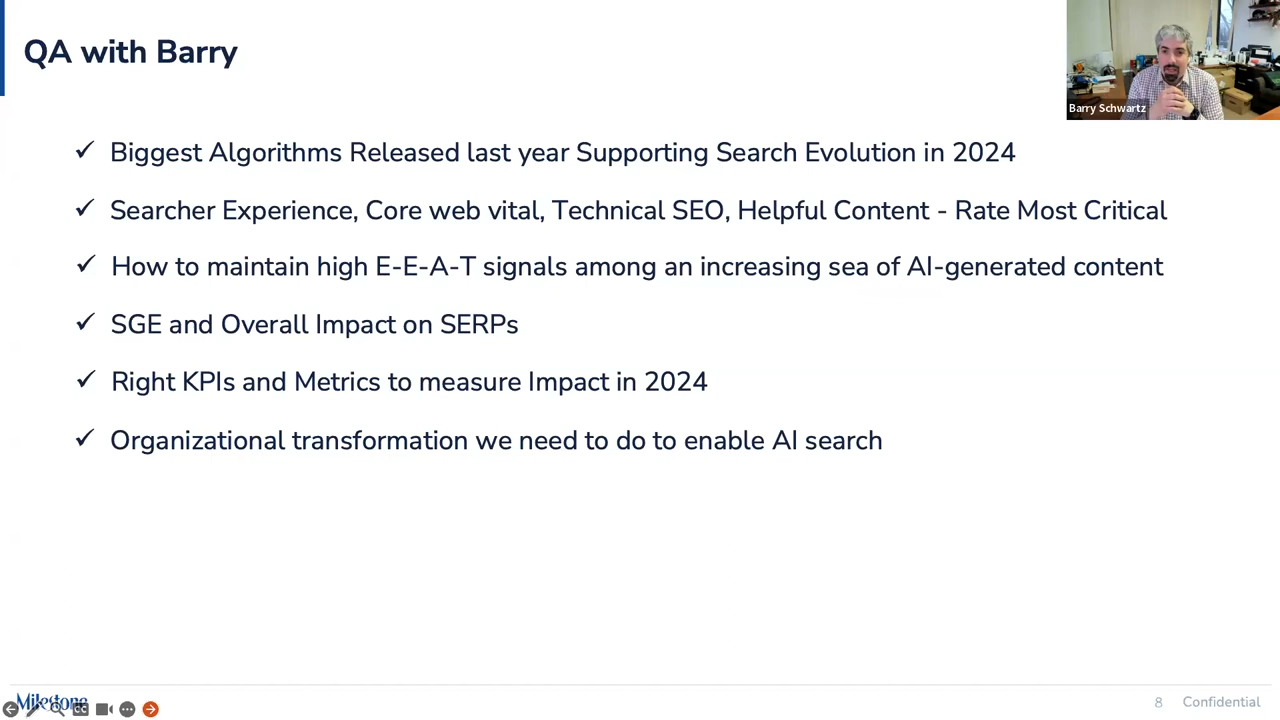 QA with Barry
Barry Schwartz
✓ Biggest Algorithms Released last year Supporting Search Evolution in 2024
✓ Searcher Experience, Core web vital, Technical SEO, Helpful Content - Rate Most Critical
✓ How to maintain high E-E-A-T signals among an increasing sea of AI-generated content
✓ SGE and Overall Impact on SERPs
✓ Right KPIs and Metrics to measure Impact in 2024
✓ Organizational transformation we need to do to enable AI search
Milestone
CC
8 Confidential